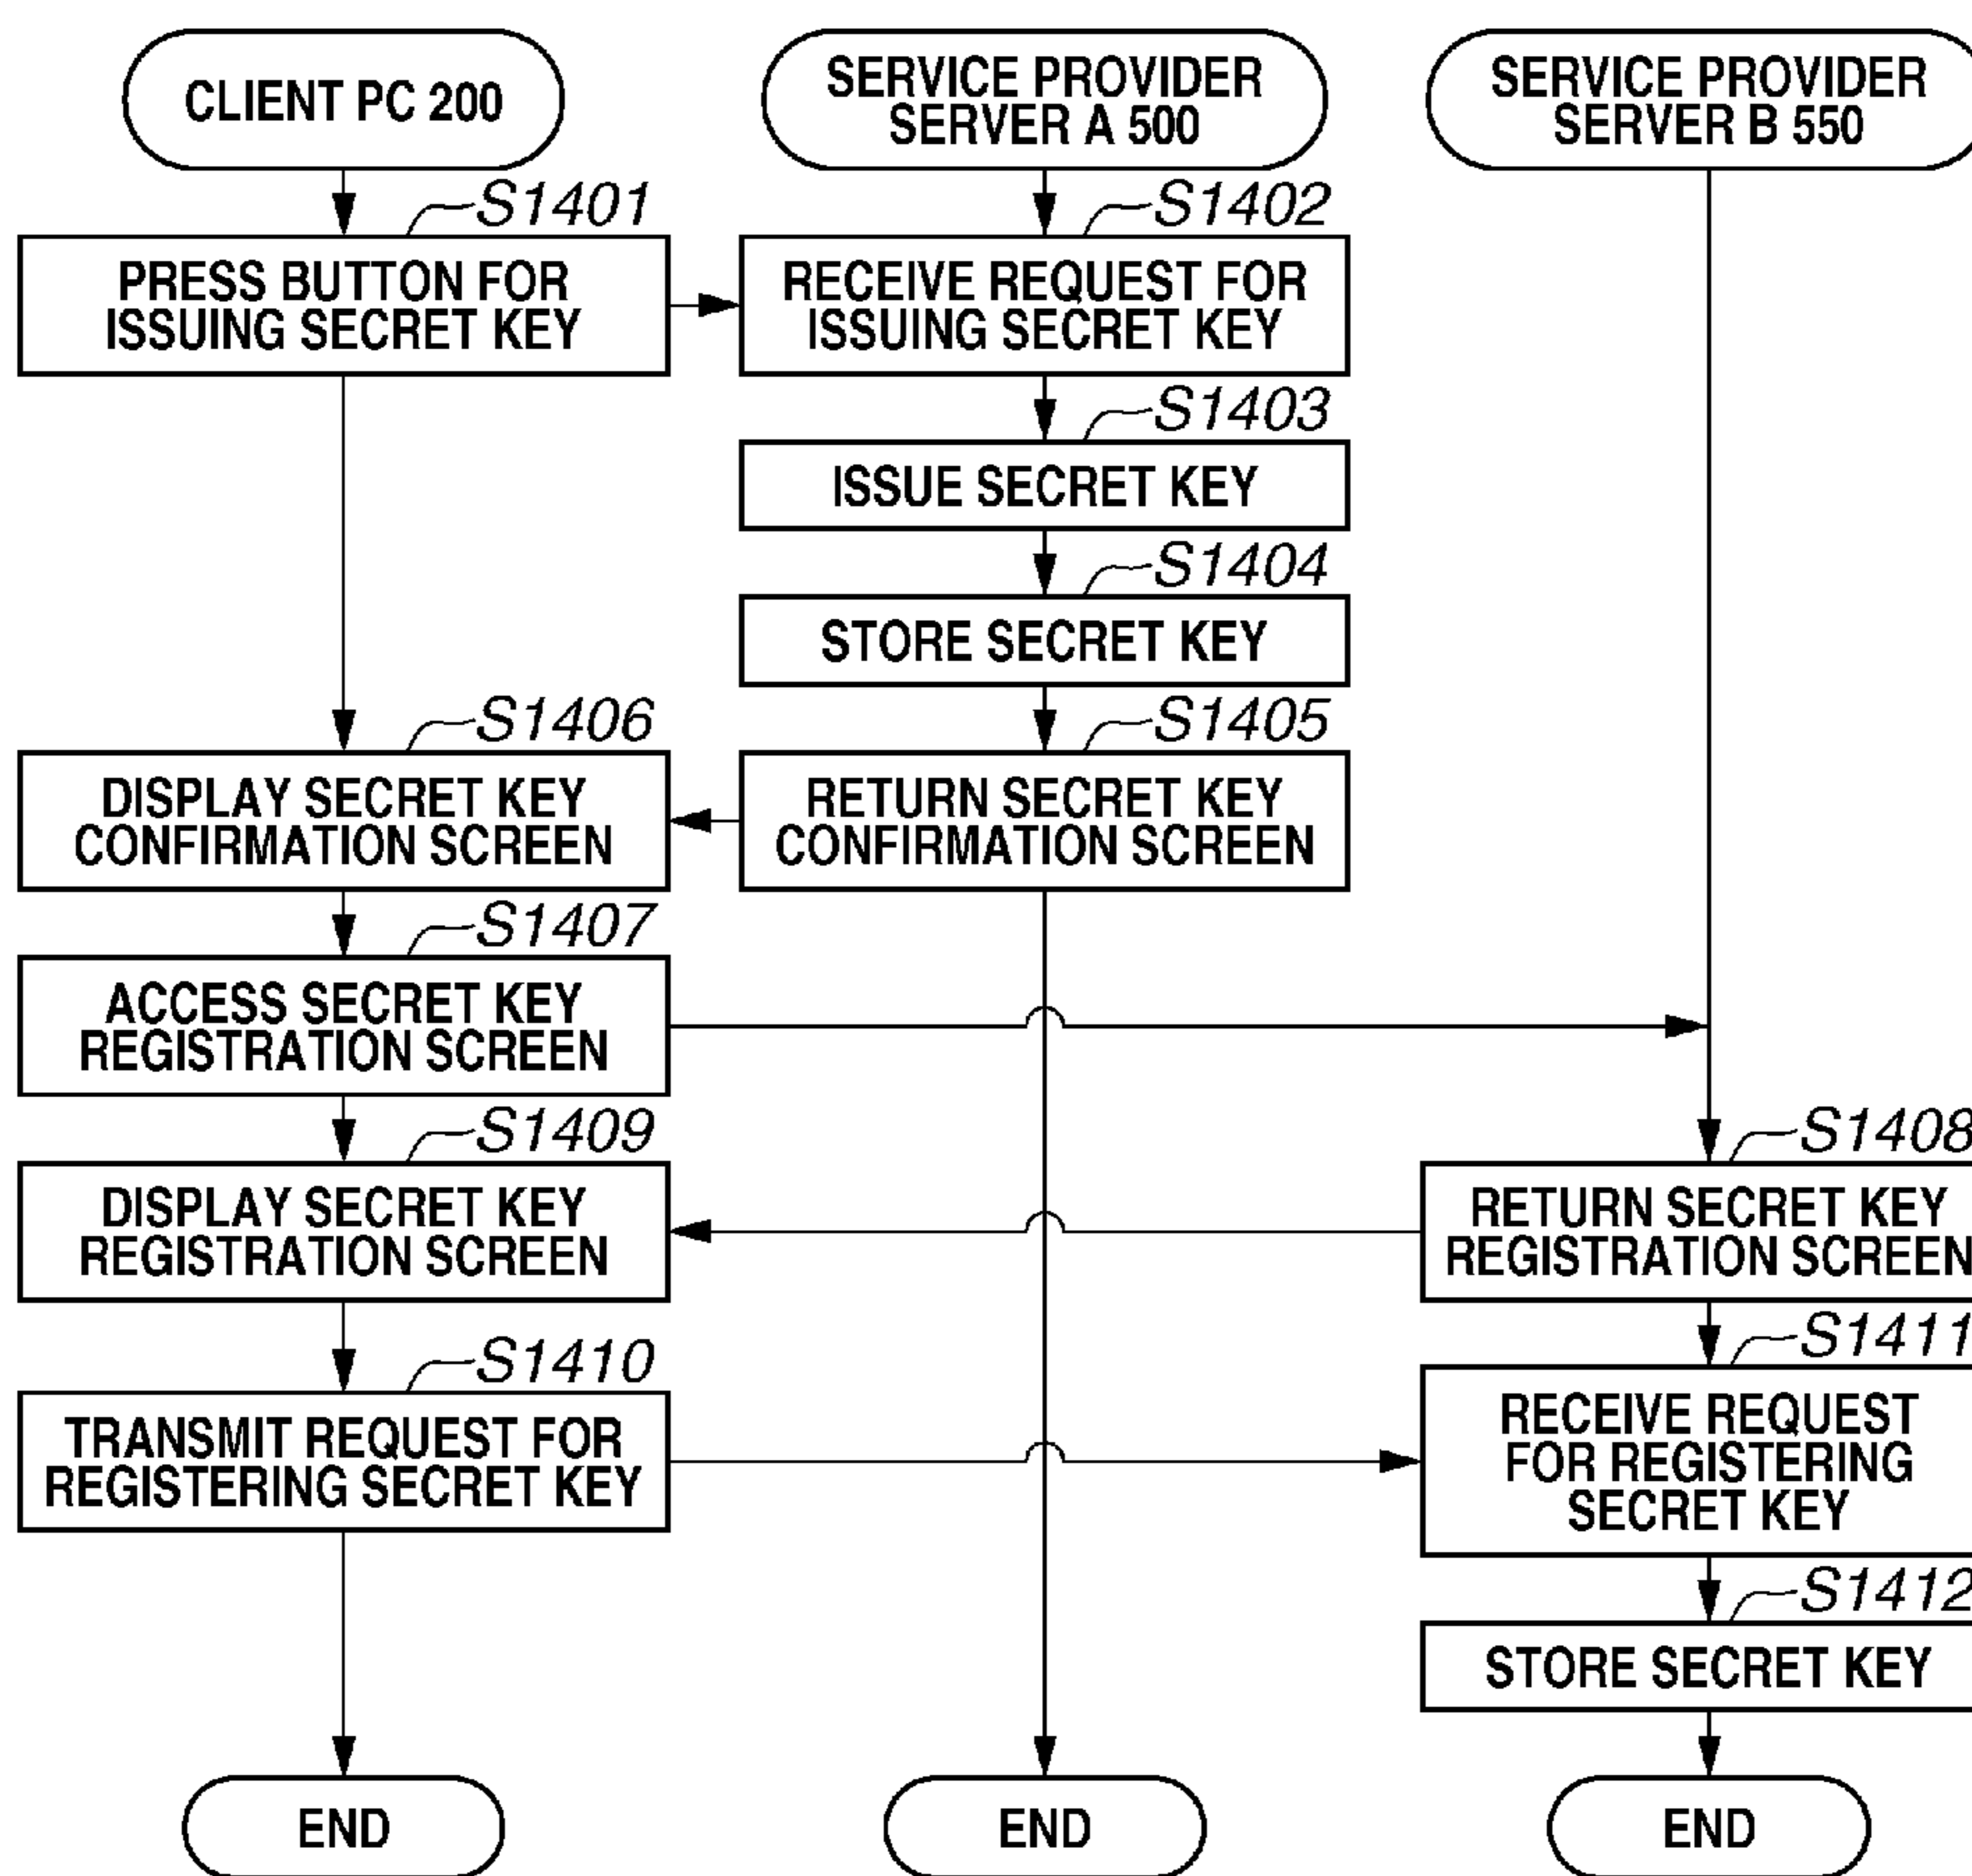 CLIENT PC 200
SERVICE PROVIDER
SERVER A 500
SERVICE PROVIDER
SERVER B 550
S1401
PRESS BUTTON FOR
ISSUING SECRET KEY
S1402
RECEIVE REQUEST FOR
ISSUING SECRET KEY
S1403
ISSUE SECRET KEY
S1404
STORE SECRET KEY
S1406
DISPLAY SECRET KEY
CONFIRMATION SCREEN
S1405
RETURN SECRET KEY
CONFIRMATION SCREEN
S1407
ACCESS SECRET KEY
REGISTRATION SCREEN
S1409
DISPLAY SECRET KEY
REGISTRATION SCREEN
S1408
RETURN SECRET KEY
REGISTRATION SCREEN
S1410
TRANSMIT REQUEST FOR
REGISTERING SECRET KEY
S1411
RECEIVE REQUEST
FOR REGISTERING
SECRET KEY
S1412
STORE SECRET KEY
END
END
END